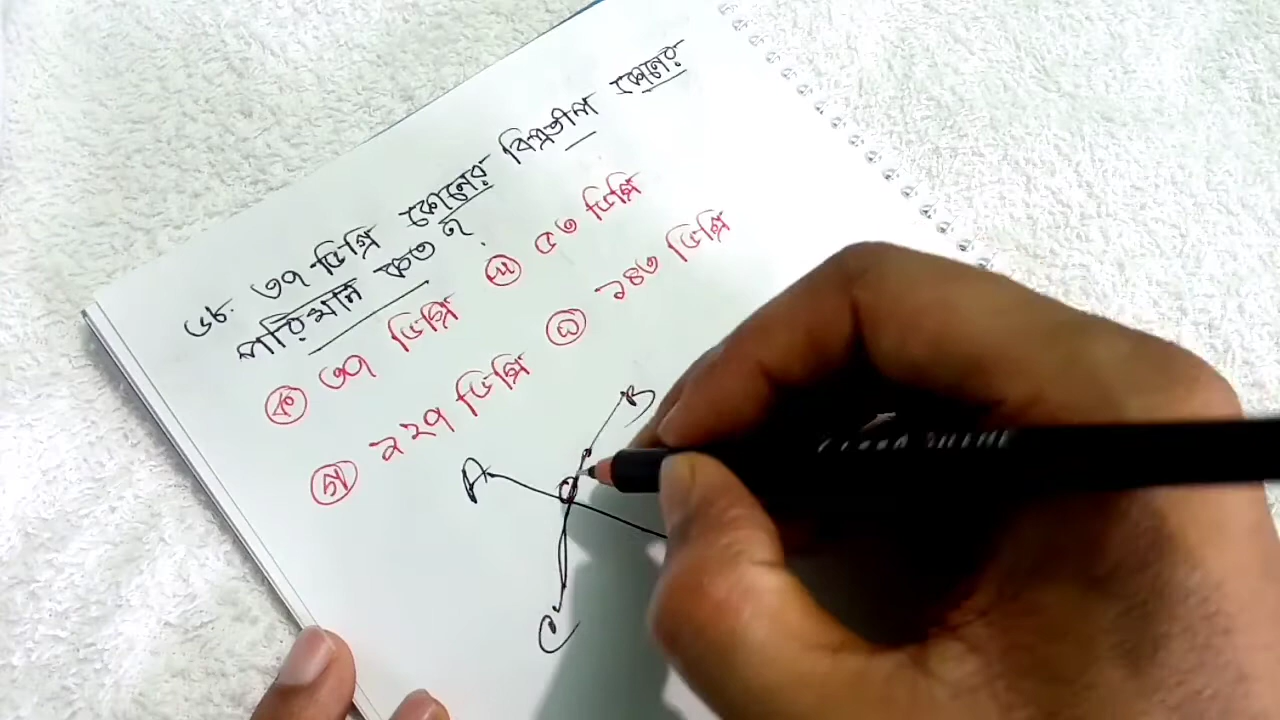 ৬৮. ৩৭ ডিগ্রি কোনের বিপ্রতীপ কোনের
পরিমান কত ?
ক ৩৭ ডিগ্রি খ ৫৩ ডিগ্রি
গ ২২৭ ডিগ্রি ঘ ১৪৩ ডিগ্রি
A B
C